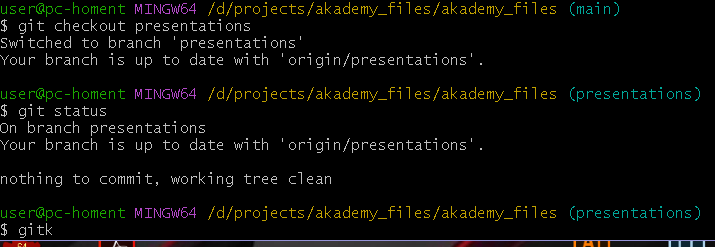 user@pc-homent MINGW64 /d/projects/akademy_files/akademy_files (main)
$ git checkout presentations
Switched to branch 'presentations'
Your branch is up to date with 'origin/presentations'.
user@pc-homent MINGW64 /d/projects/akademy_files/akademy_files (presentations)
$ git status
On branch presentations
Your branch is up to date with 'origin/presentations'.
nothing to commit, working tree clean
user@pc-homent MINGW64 /d/projects/akademy_files/akademy_files (presentations)
$ gitk
64